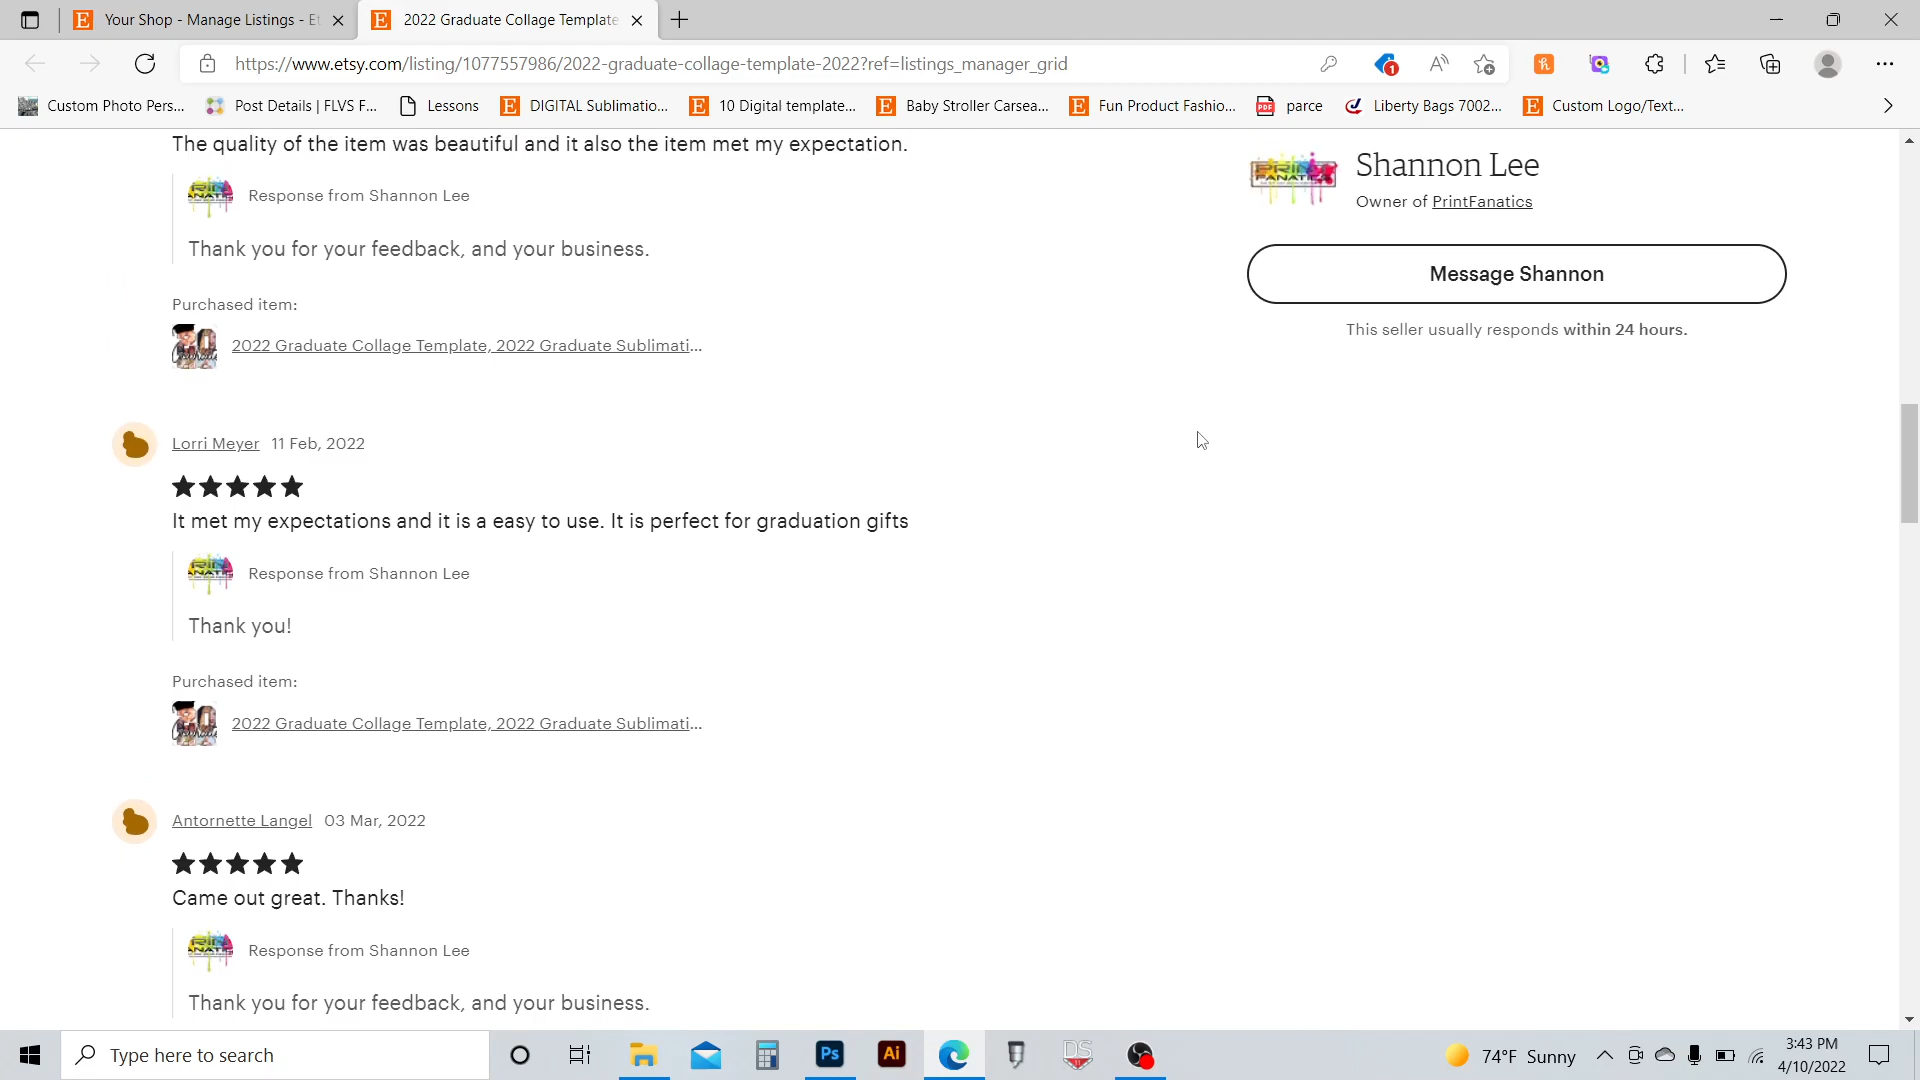 Your Shop - Manage Listings - Et
2022 Graduate Collage Template
https://www.etsy.com/listing/1077557986/2022-graduate-collage-template-2022?ref=listings_manager_grid
1
Custom Photo Pers...
Post Details | FLVS F...
Lessons
DIGITAL Sublimatio...
10 Digital template...
Baby Stroller Carsea...
Fun Product Fashio...
parce
Liberty Bags 7002...
Custom Logo/Text...
The quality of the item was beautiful and it also the item met my expectation.
Response from Shannon Lee
Thank you for your feedback, and your business.
Purchased item:
2022 Graduate Collage Template, 2022 Graduate Sublimati...
Lorri Meyer 11 Feb, 2022
It met my expectations and it is a easy to use. It is perfect for graduation gifts
Response from Shannon Lee
Thank you!
Purchased item:
2022 Graduate Collage Template, 2022 Graduate Sublimati...
Antornette Langel 03 Mar, 2022
Came out great. Thanks!
Response from Shannon Lee
Thank you for your feedback, and your business.
PRINT
FANATICS
Shannon Lee
Owner of PrintFanatics
Message Shannon
This seller usually responds within 24 hours.
Type here to search
Ps
Ai
DS
74°F Sunny
3:43 PM
4/10/2022